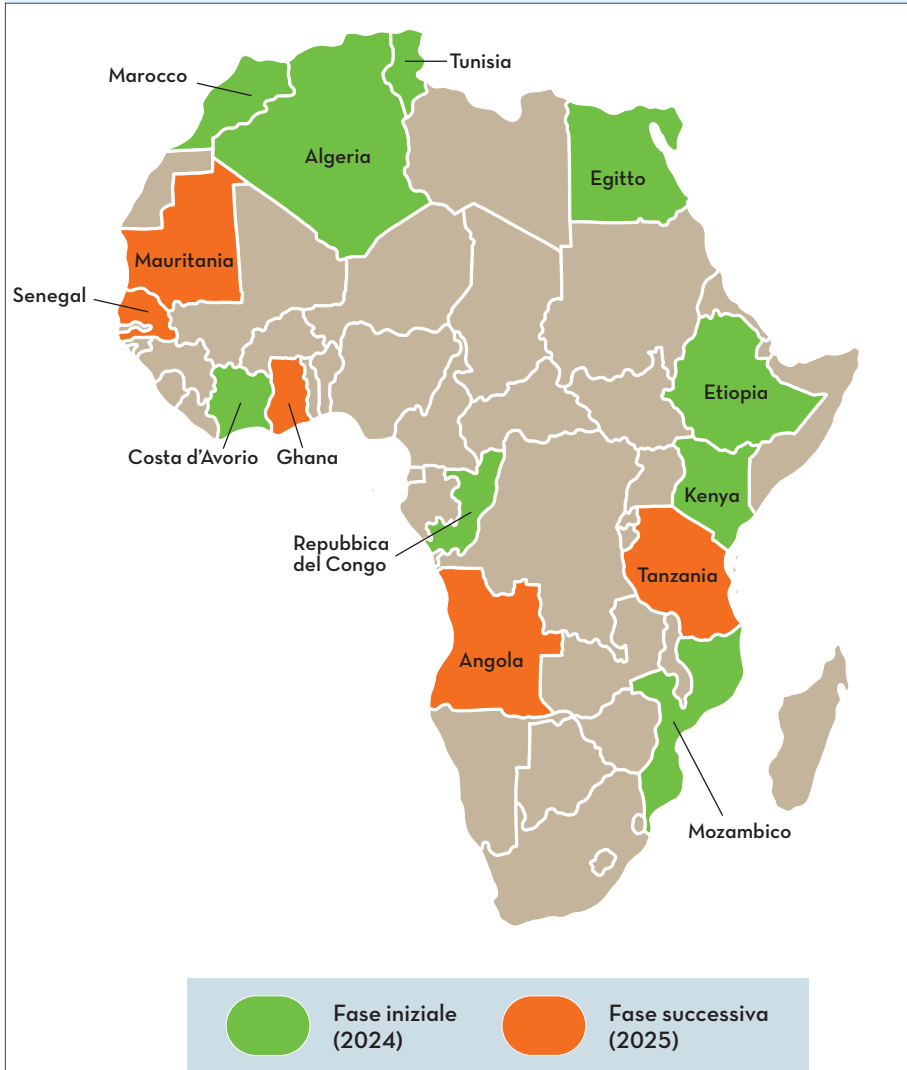 Tunisia
Marocco
Algeria
Egitto
Mauritania
Senegal
Etiopia
Costa d'Avorio
Ghana
Kenya
Repubbica
del Congo
Tanzania
Angola
Mozambico
Fase iniziale
(2024)
Fase successiva
(2025)